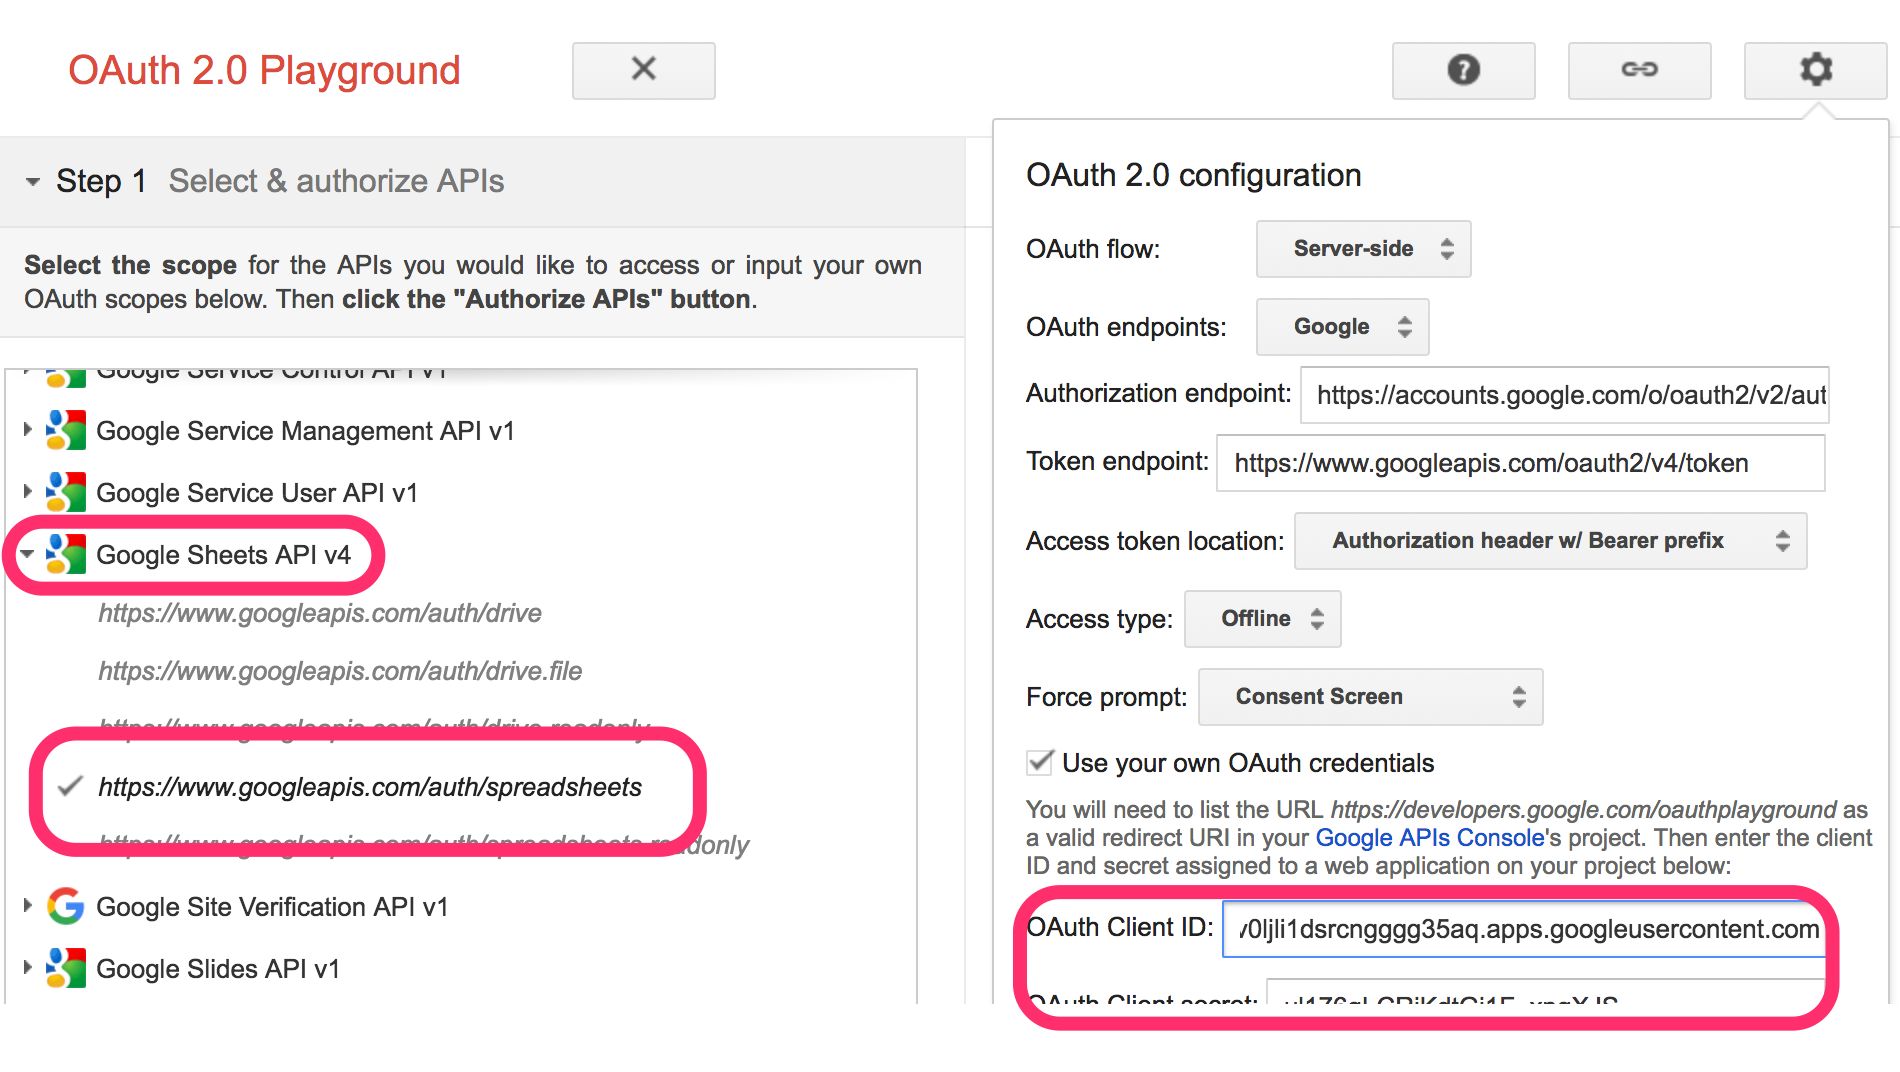 OAuth 2.0 Playground
Step 1 Select & authorize APIs
Select the scope for the APIs you would like to access or input your own
OAuth scopes below. Then click the "Authorize APIs" button.
Google Service Control API v1
Google Service Management API v1
Google Service User API v1
Google Sheets API v4
https://www.googleapis.com/auth/drive
https://www.googleapis.com/auth/drive.file
https://www.googleapis.com/auth/drive.readonly
https://www.googleapis.com/auth/spreadsheets
https://www.googleapis.com/auth/spreadsheets.readonly
Google Site Verification API v1
Google Slides API v1
OAuth 2.0 configuration
OAuth flow: Server-side
OAuth endpoints: Google
Authorization endpoint: https://accounts.google.com/o/oauth2/v2/aut
Token endpoint: https://www.googleapis.com/oauth2/v4/token
Access token location: Authorization header w/ Bearer prefix
Access type: Offline
Force prompt: Consent Screen
Use your own OAuth credentials
You will need to list the URL https://developers.google.com/oauthplayground as
a valid redirect URI in your Google APIs Console's project. Then enter the client
ID and secret assigned to a web application on your project below:
OAuth Client ID: v0ljli1dsrcngggg35aq.apps.googleusercontent.com
OAuth Client secret: